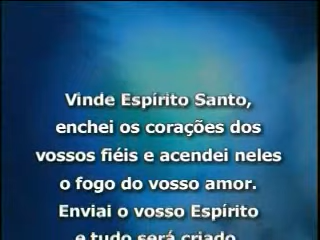 Vinde Espírito Santo,
enchei os corações dos
vossos fiéis e acendei neles
o fogo do vosso amor.
Enviai o vosso Espírito
e tudo será criado